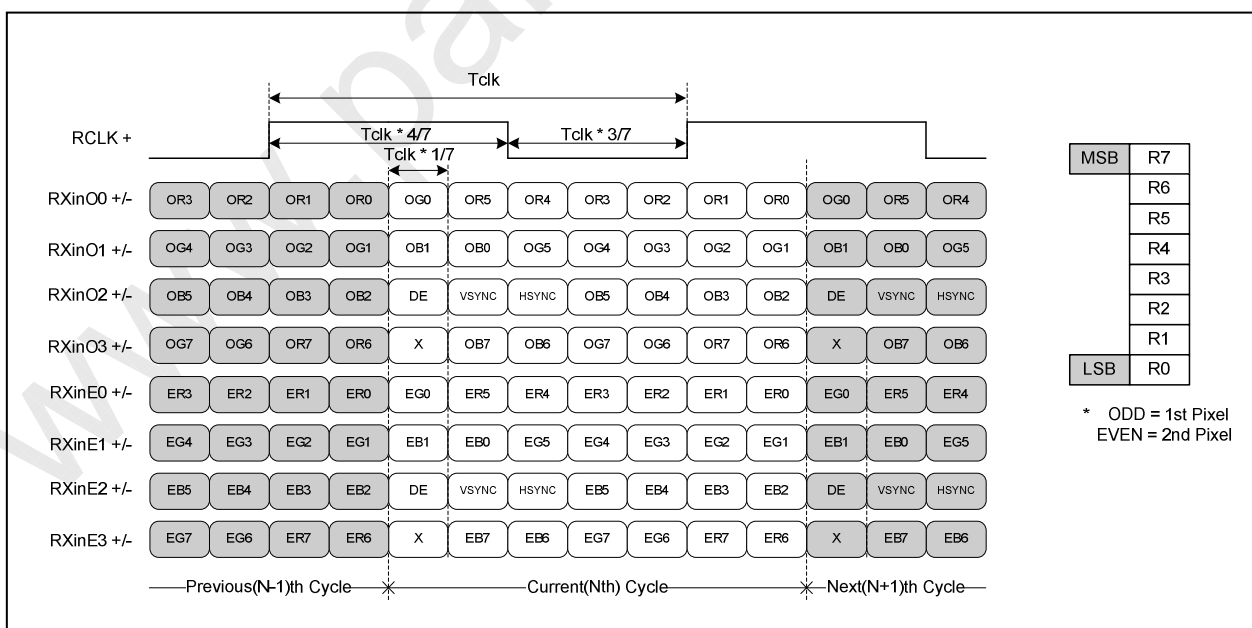 www.pa
Tclk
RCLK +
Tclk * 4/7
Tclk * 3/7
Tclk * 1/7
RXinO0 +/- OR3 OR2 OR1 OR0 OG0 OR5 OR4 OR3 OR2 OR1 OR0 OG0 OR5 OR4
RXinO1 +/- OG4 OG3 OG2 OG1 OB1 OB0 OG5 OG4 OG3 OG2 OG1 OB1 OB0 OG5
RXinO2 +/- OB5 OB4 OB3 OB2 DE VSYNC HSYNC OB5 OB4 OB3 OB2 DE VSYNC HSYNC
RXinO3 +/- OG7 OG6 OR7 OR6 X OB7 OB6 OG7 OG6 OR7 OR6 X OB7 OB6
RXinE0 +/- ER3 ER2 ER1 ER0 EG0 ER5 ER4 ER3 ER2 ER1 ER0 EG0 ER5 ER4
RXinE1 +/- EG4 EG3 EG2 EG1 EB1 EB0 EG5 EG4 EG3 EG2 EG1 EB1 EB0 EG5
RXinE2 +/- EB5 EB4 EB3 EB2 DE VSYNC HSYNC EB5 EB4 EB3 EB2 DE VSYNC HSYNC
RXinE3 +/- EG7 EG6 ER7 ER6 X EB7 EB6 EG7 EG6 ER7 ER6 X EB7 EB6
Previous(N-1)th Cycle Current(Nth) Cycle Next(N+1)th Cycle
MSB R7
R6
R5
R4
R3
R2
R1
LSB R0
* ODD = 1st Pixel
EVEN = 2nd Pixel